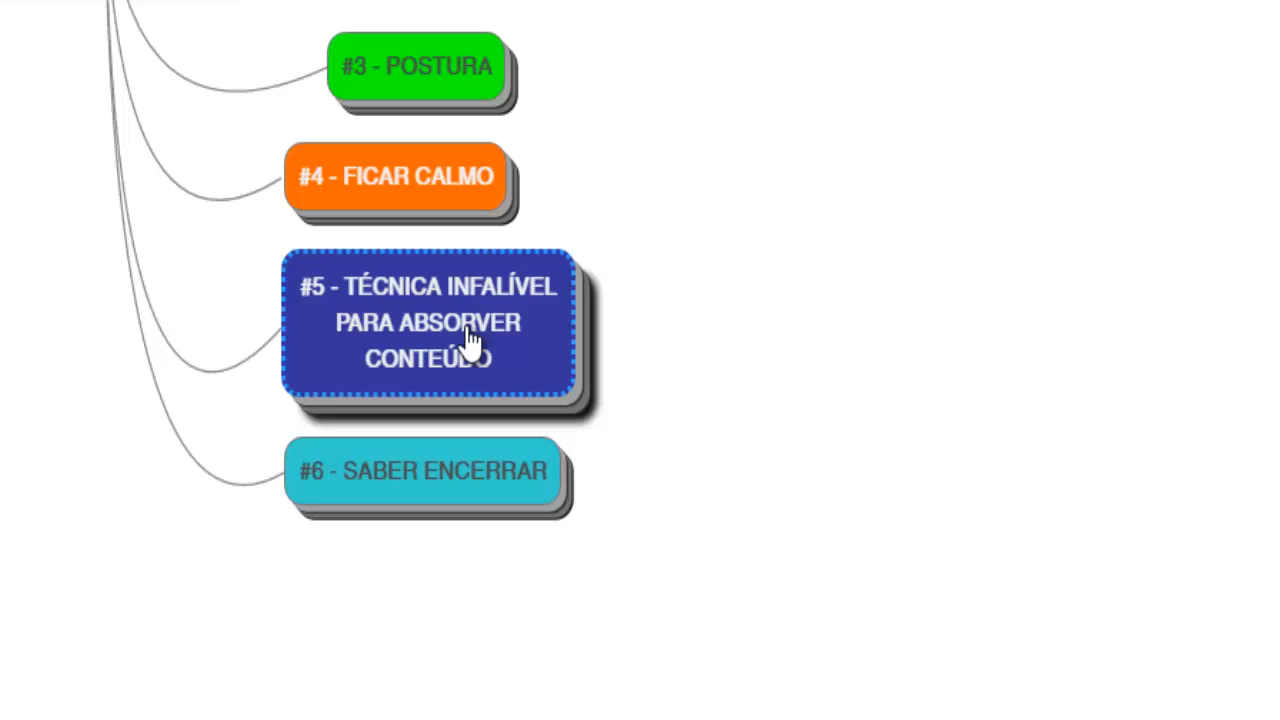 #3 - POSTURA
#4 - FICAR CALMO
#5 - TÉCNICA INFALÍVEL
PARA ABSORVER
CONTEÚDO
#6 - SABER ENCERRAR